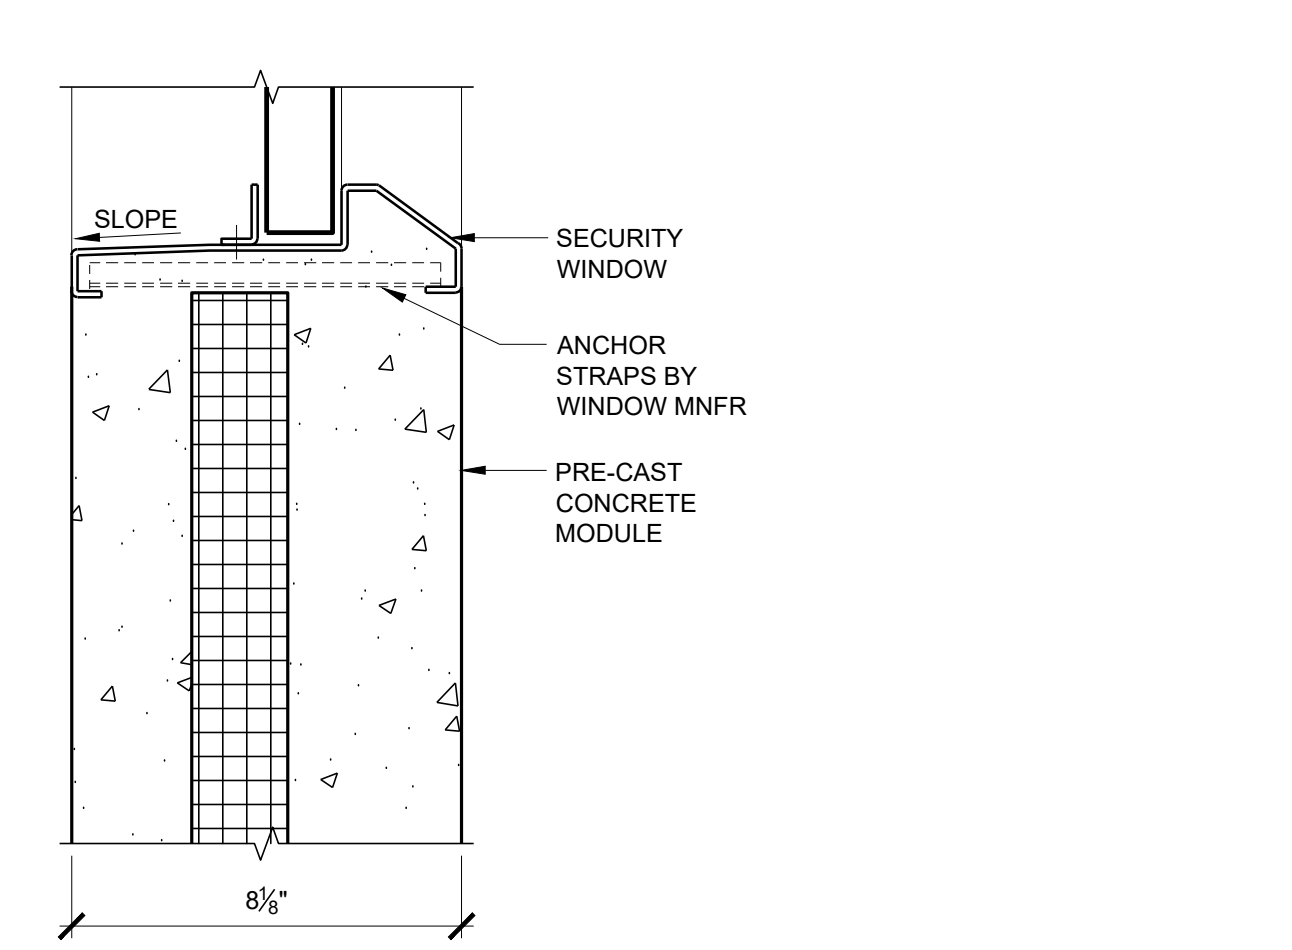 SLOPE
SECURITY
WINDOW
ANCHOR
STRAPS BY
WINDOW MNFR
PRE-CAST
CONCRETE
MODULE
8⅛"